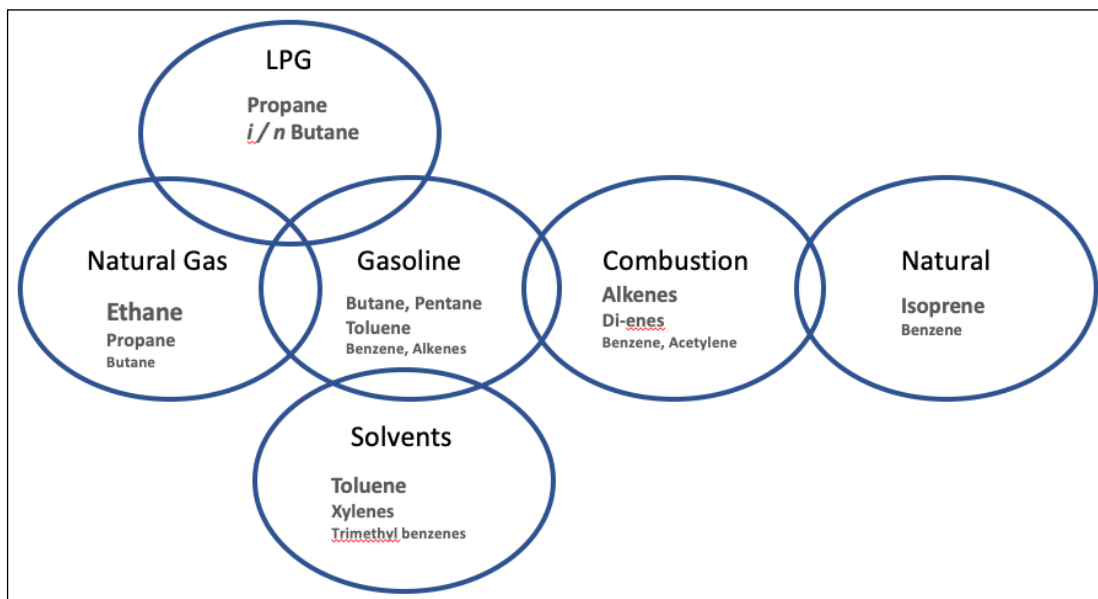 LPG
Propane
i / n Butane
Natural Gas
Ethane
Propane
Butane
Gasoline
Butane, Pentane
Toluene
Benzene, Alkenes
Combustion
Alkenes
Di-enes
Benzene, Acetylene
Natural
Isoprene
Benzene
Solvents
Toluene
Xylenes
Trimethyl benzenes